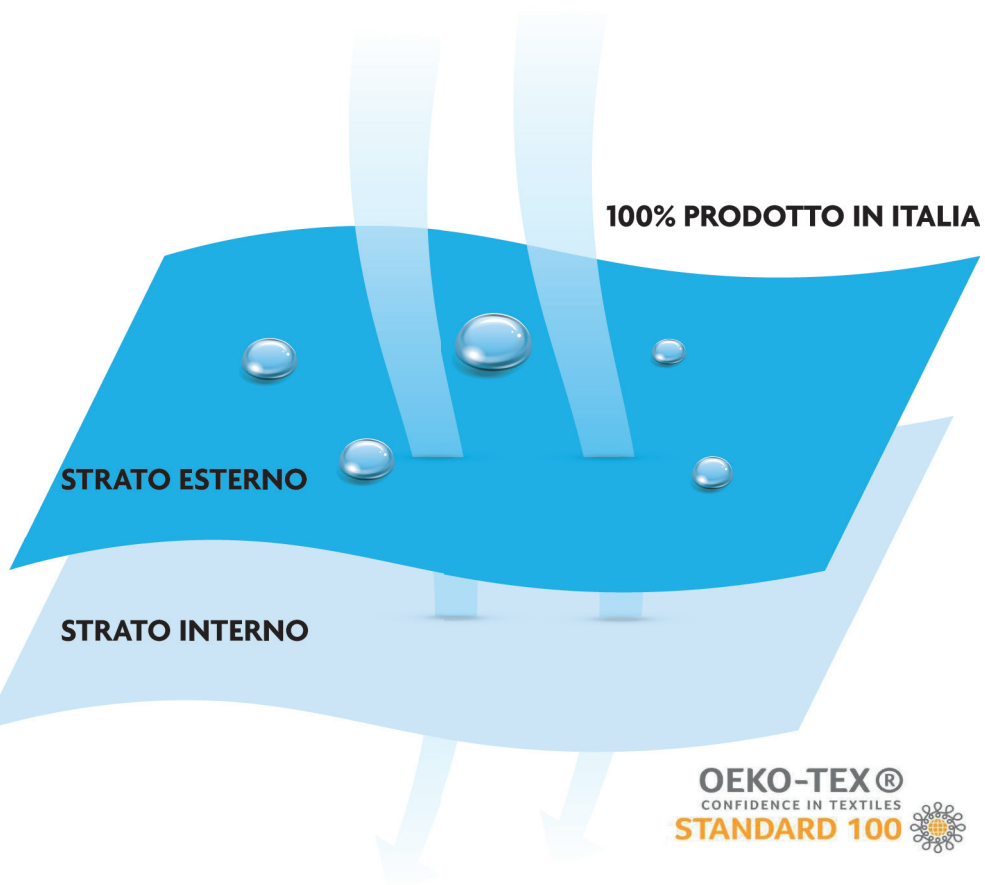 100% PRODOTTO IN ITALIA
STRATO ESTERNO
STRATO INTERNO
OEKO-TEX®
CONFIDENCE IN TEXTILES
STANDARD 100